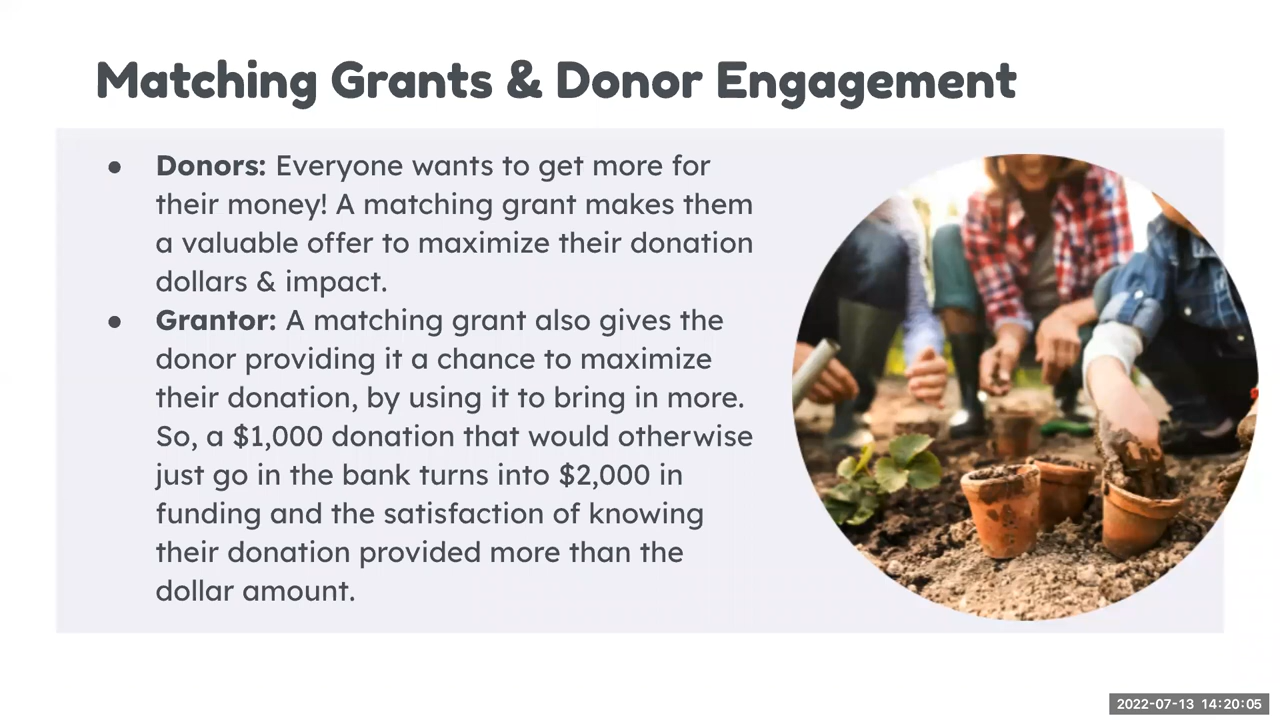 Matching Grants & Donor Engagement
● Donors: Everyone wants to get more for
their money! A matching grant makes them
a valuable offer to maximize their donation
dollars & impact.
● Grantor: A matching grant also gives the
donor providing it a chance to maximize
their donation, by using it to bring in more.
So, a $1,000 donation that would otherwise
just go in the bank turns into $2,000 in
funding and the satisfaction of knowing
their donation provided more than the
dollar amount.
2022-07-13 14:20:05